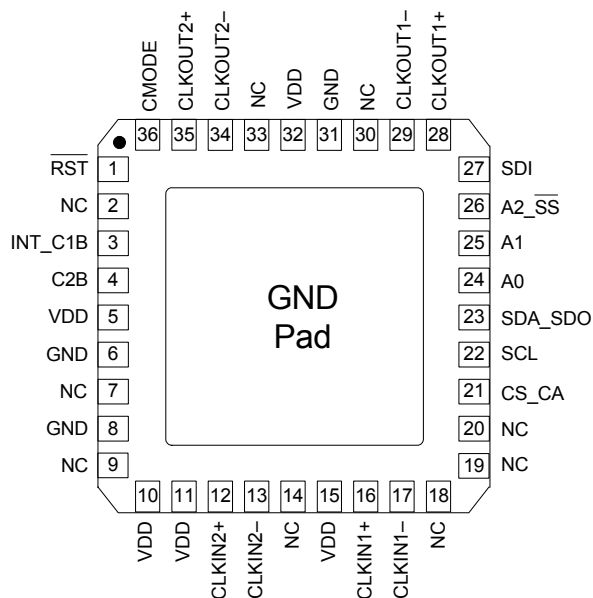 CMODE
CLKOUT2+
CLKOUT2–
NC
VDD
GND
NC
CLKOUT1–
CLKOUT1+
36 35 34 33 32 31 30 29 28
R̅S̅T̅ 1
NC 2
INT_C1B 3
C2B 4
VDD 5
GND 6
NC 7
GND 8
NC 9
GND
Pad
27 SDI
26 A2_S̅S̅
25 A1
24 A0
23 SDA_SDO
22 SCL
21 CS_CA
20 NC
19 NC
10 11 12 13 14 15 16 17 18
VDD
VDD
CLKIN2+
CLKIN2–
NC
VDD
CLKIN1+
CLKIN1–
NC